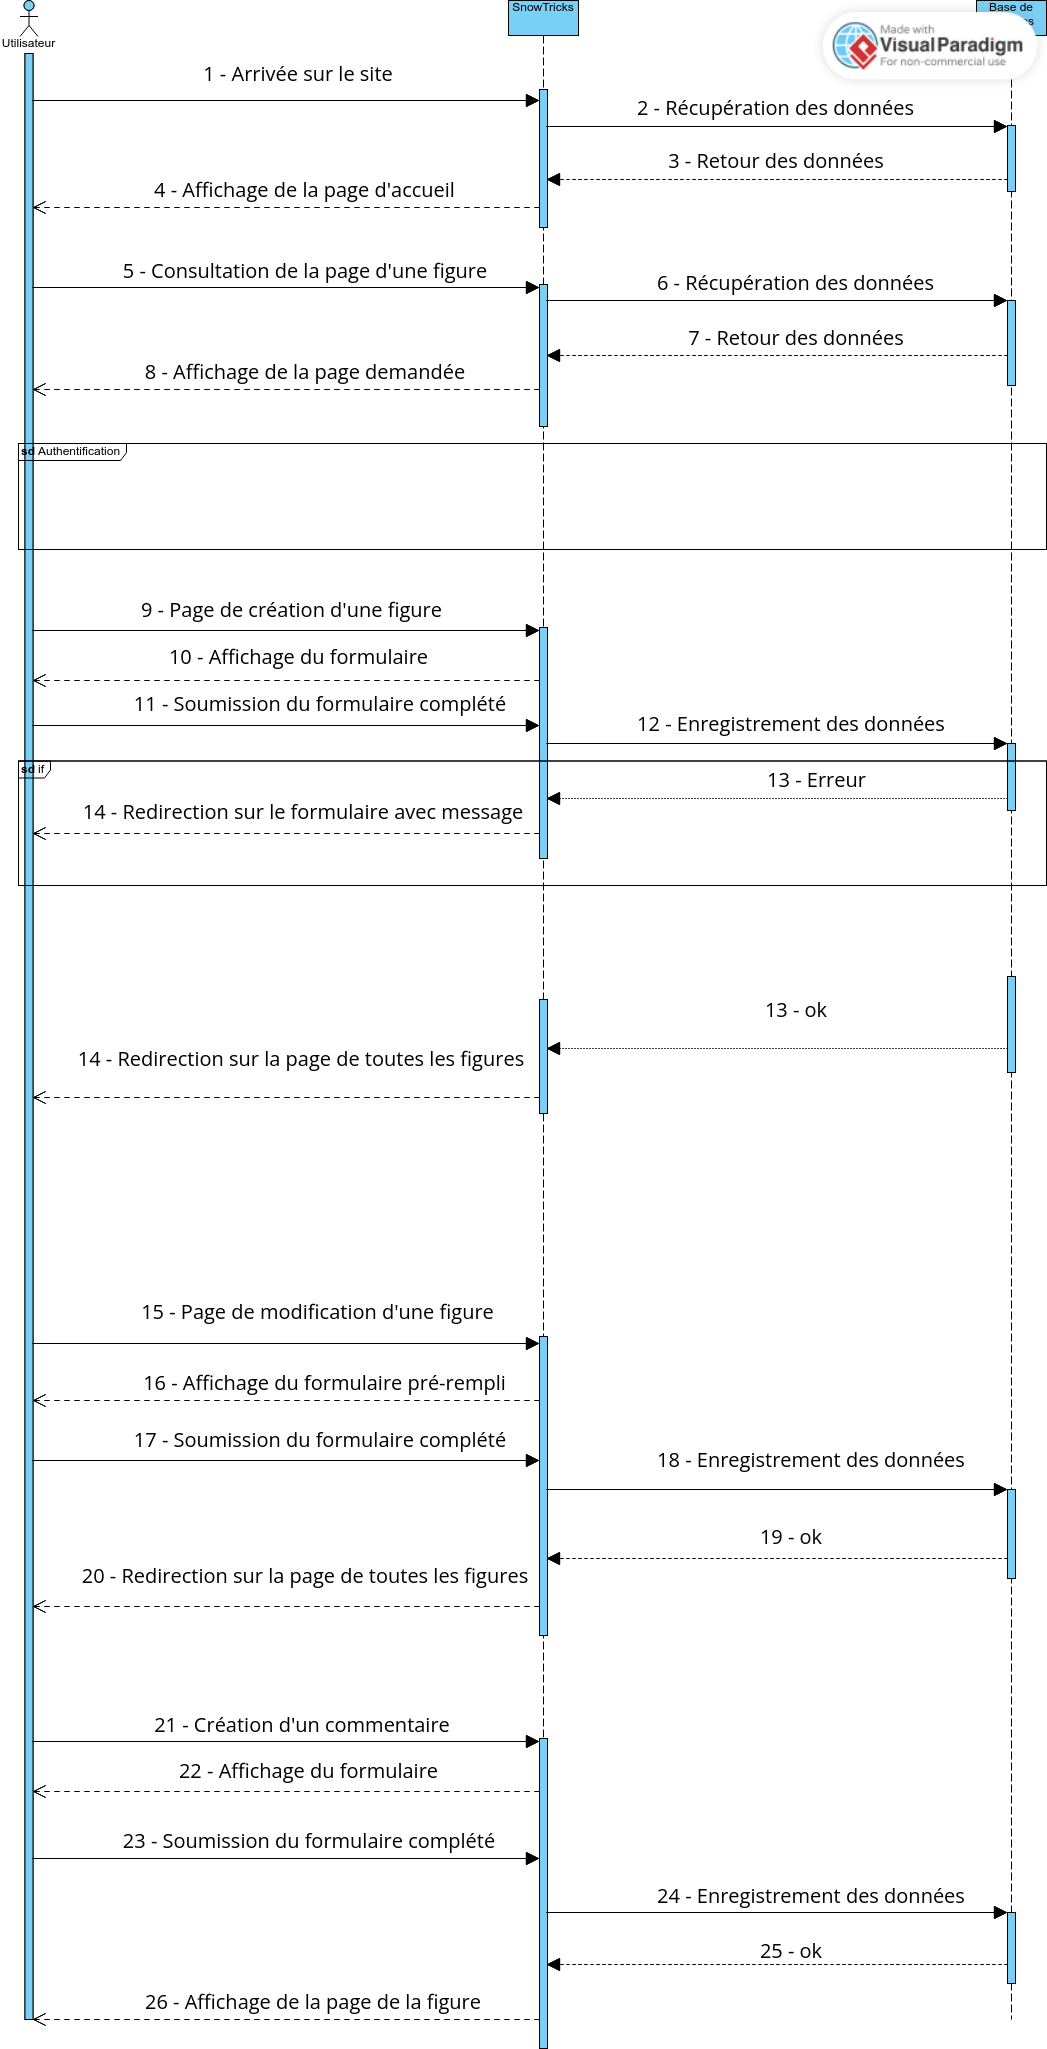 Utilisateur
SnowTricks
Base de
Made with
Visual Paradigm
For non-commercial use
1 - Arrivée sur le site
2 - Récupération des données
3 - Retour des données
4 - Affichage de la page d'accueil
5 - Consultation de la page d'une figure
6 - Récupération des données
7 - Retour des données
8 - Affichage de la page demandée
sd Authentification
9 - Page de création d'une figure
10 - Affichage du formulaire
11 - Soumission du formulaire complété
12 - Enregistrement des données
sd if
13 - Erreur
14 - Redirection sur le formulaire avec message
13 - ok
14 - Redirection sur la page de toutes les figures
15 - Page de modification d'une figure
16 - Affichage du formulaire pré-rempli
17 - Soumission du formulaire complété
18 - Enregistrement des données
19 - ok
20 - Redirection sur la page de toutes les figures
21 - Création d'un commentaire
22 - Affichage du formulaire
23 - Soumission du formulaire complété
24 - Enregistrement des données
25 - ok
26 - Affichage de la page de la figure